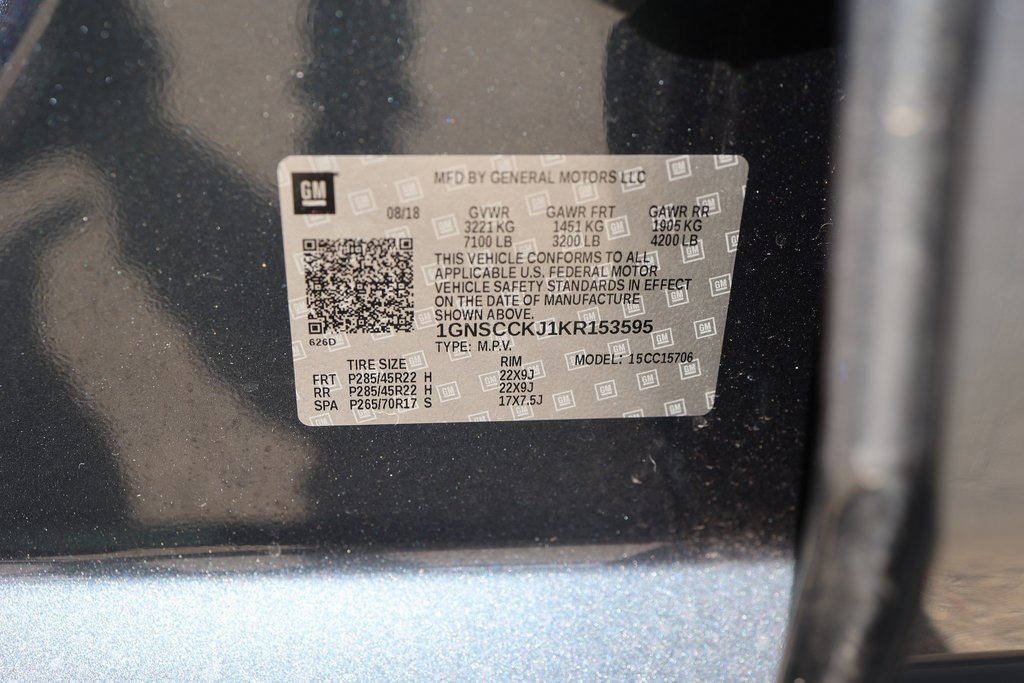 GM
MFD BY GENERAL MOTORS LLC
08/18 GVWR GAWR FRT GAWR RR
3221 KG 1451 KG 1905 KG
7100 LB 3200 LB 4200 LB
THIS VEHICLE CONFORMS TO ALL
APPLICABLE U.S. FEDERAL MOTOR
VEHICLE SAFETY STANDARDS IN EFFECT
ON THE DATE OF MANUFACTURE
SHOWN ABOVE.
1GNSCCKJ1KR153595
626D
TYPE: M.P.V.
TIRE SIZE RIM MODEL: 15CC15706
FRT P285/45R22 H 22X9J
RR P285/45R22 H 22X9J
SPA P265/70R17 S 17X7.5J